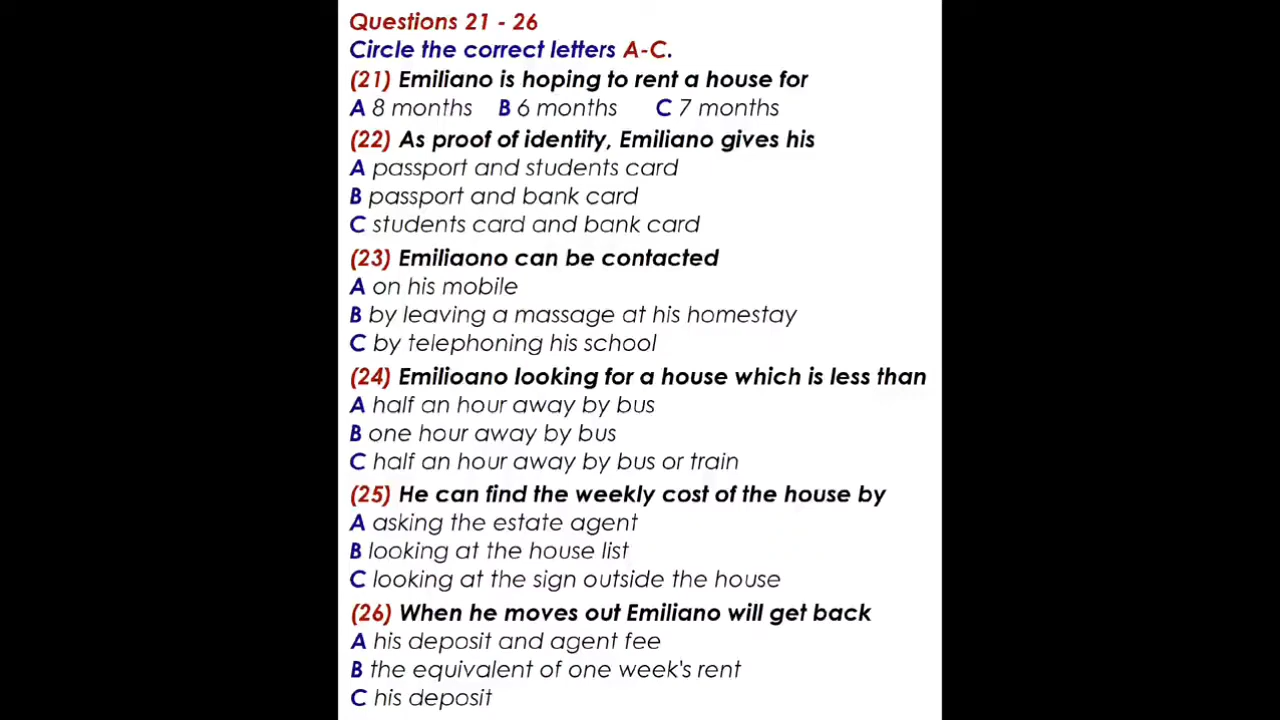 Questions 21 - 26
Circle the correct letters A-C.
(21) Emiliano is hoping to rent a house for
A 8 months B 6 months C 7 months
(22) As proof of identity, Emiliano gives his
A passport and students card
B passport and bank card
C students card and bank card
(23) Emiliaono can be contacted
A on his mobile
B by leaving a massage at his homestay
C by telephoning his school
(24) Emilioano looking for a house which is less than
A half an hour away by bus
B one hour away by bus
C half an hour away by bus or train
(25) He can find the weekly cost of the house by
A asking the estate agent
B looking at the house list
C looking at the sign outside the house
(26) When he moves out Emiliano will get back
A his deposit and agent fee
B the equivalent of one week's rent
C his deposit